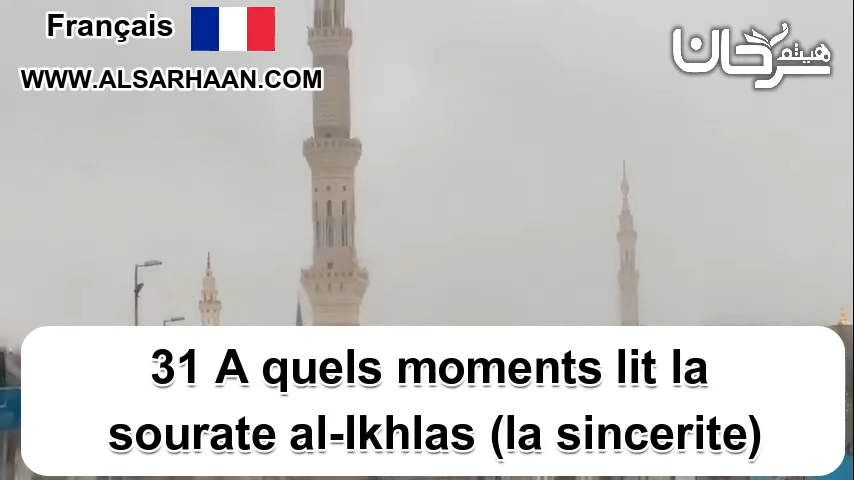 Français
WWW.ALSARHAAN.COM
هيثم سرحان
31 A quels moments lit la
sourate al-Ikhlas (la sincerite)